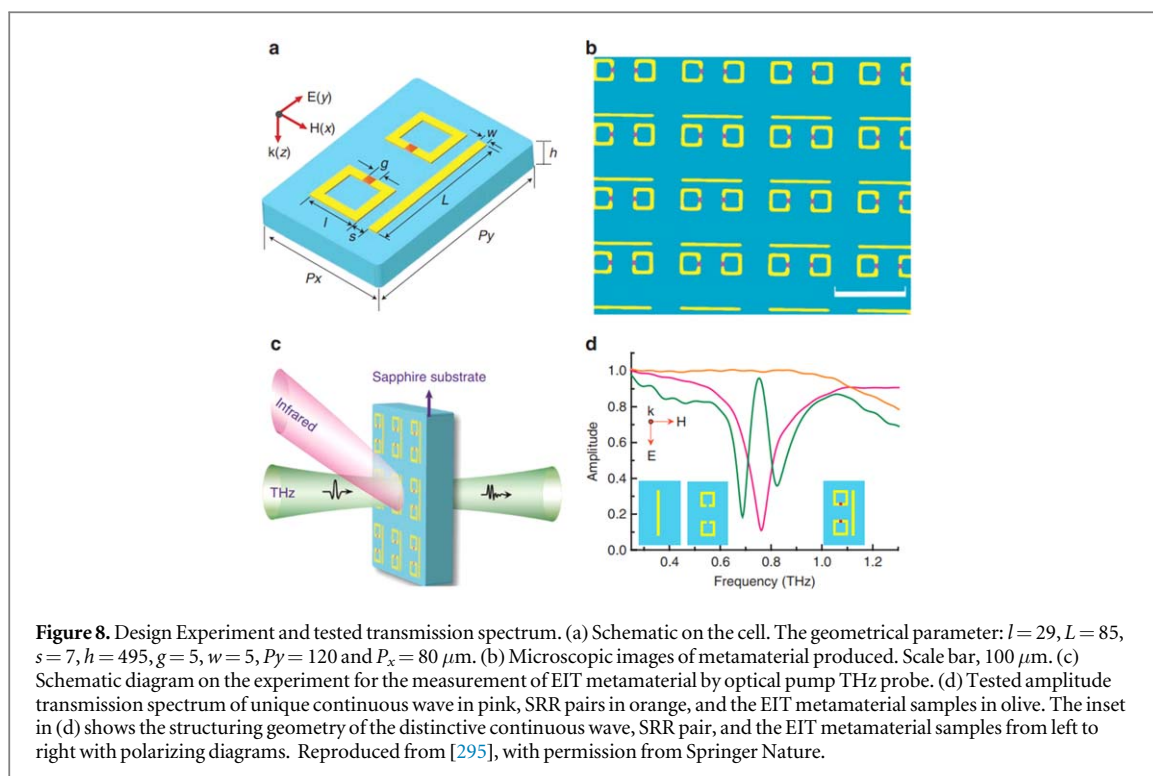 a
E(y)
H(x)
k(z)
w
h
g
L
l
s
Py
Px
b
c
Sapphire substrate
Infrared
THz
d
1.0
0.8
0.6
0.4
0.2
0.0
Amplitude
k
H
E
0.4 0.6 0.8 1.0 1.2
Frequency (THz)
Figure 8. Design Experiment and tested transmission spectrum. (a) Schematic on the cell. The geometrical parameter: l = 29, L = 85,
s = 7, h = 495, g = 5, w = 5, Py = 120 and Pₓ = 80 μm. (b) Microscopic images of metamaterial produced. Scale bar, 100 μm. (c)
Schematic diagram on the experiment for the measurement of EIT metamaterial by optical pump THz probe. (d) Tested amplitude
transmission spectrum of unique continuous wave in pink, SRR pairs in orange, and the EIT metamaterial samples in olive. The inset
in (d) shows the structuring geometry of the distinctive continuous wave, SRR pair, and the EIT metamaterial samples from left to
right with polarizing diagrams. Reproduced from [295], with permission from Springer Nature.